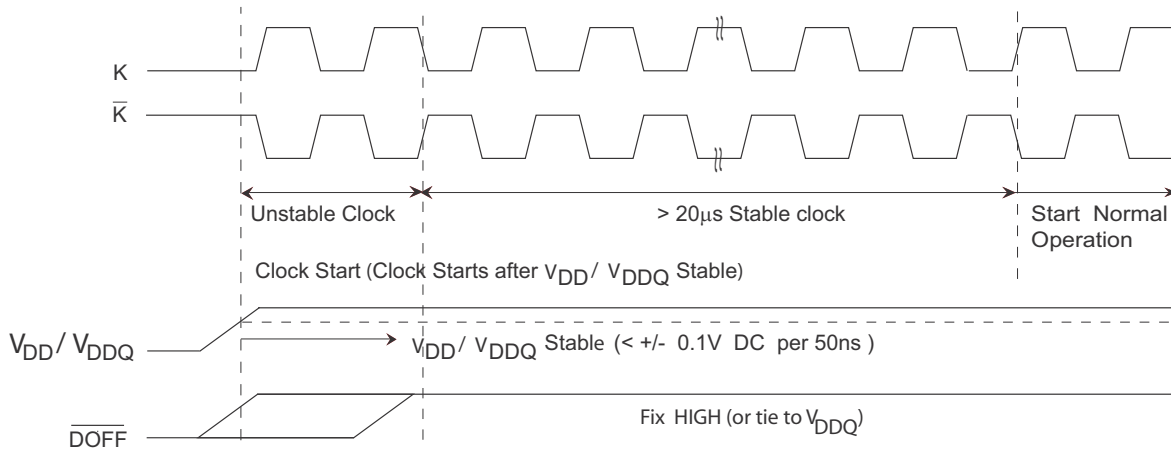 K
K̅
Unstable Clock
> 20μs Stable clock
Start Normal
Operation
Clock Start (Clock Starts after VDD/ VDDQ Stable)
VDD/ VDDQ
VDD/ VDDQ Stable (< +/- 0.1V DC per 50ns )
D̅O̅F̅F̅
Fix HIGH (or tie to VDDQ)